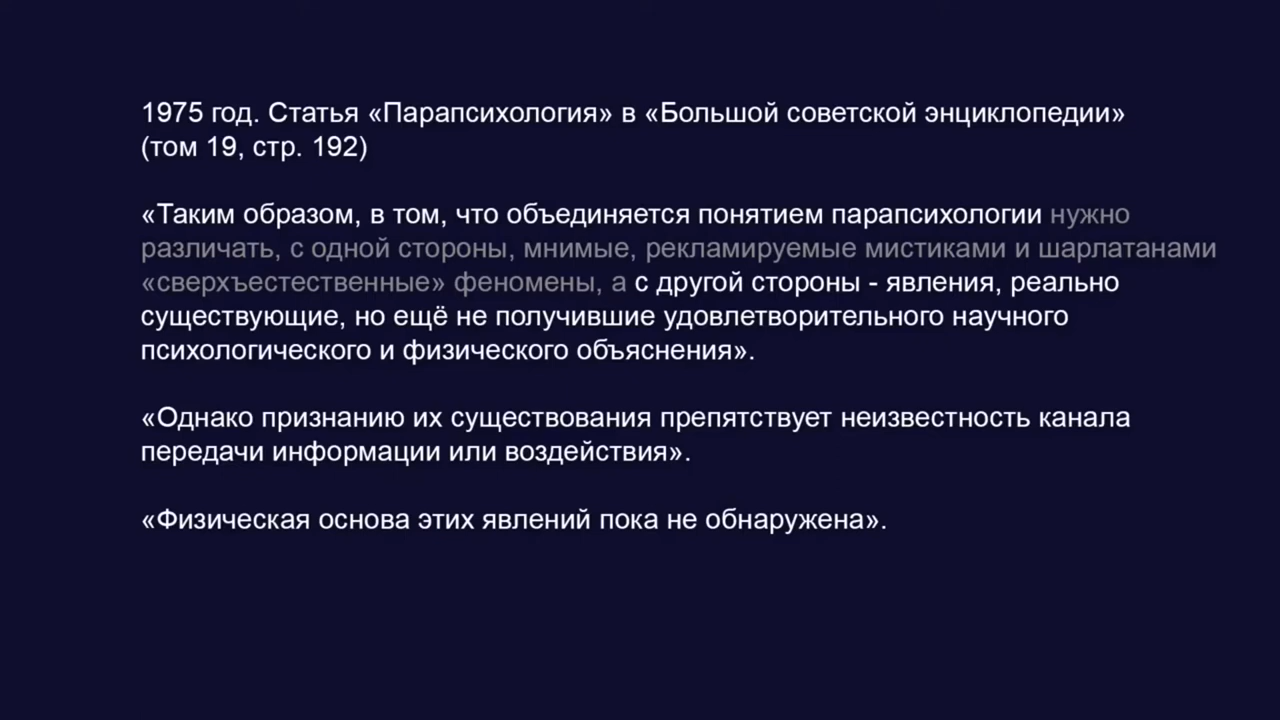 1975 год. Статья «Парапсихология» в «Большой советской энциклопедии»
(том 19, стр. 192)
«Таким образом, в том, что объединяется понятием парапсихологии нужно
различать, с одной стороны, мнимые, рекламируемые мистиками и шарлатанами
«сверхъестественные» феномены, а с другой стороны - явления, реально
существующие, но ещё не получившие удовлетворительного научного
психологического и физического объяснения».
«Однако признанию их существования препятствует неизвестность канала
передачи информации или воздействия».
«Физическая основа этих явлений пока не обнаружена».